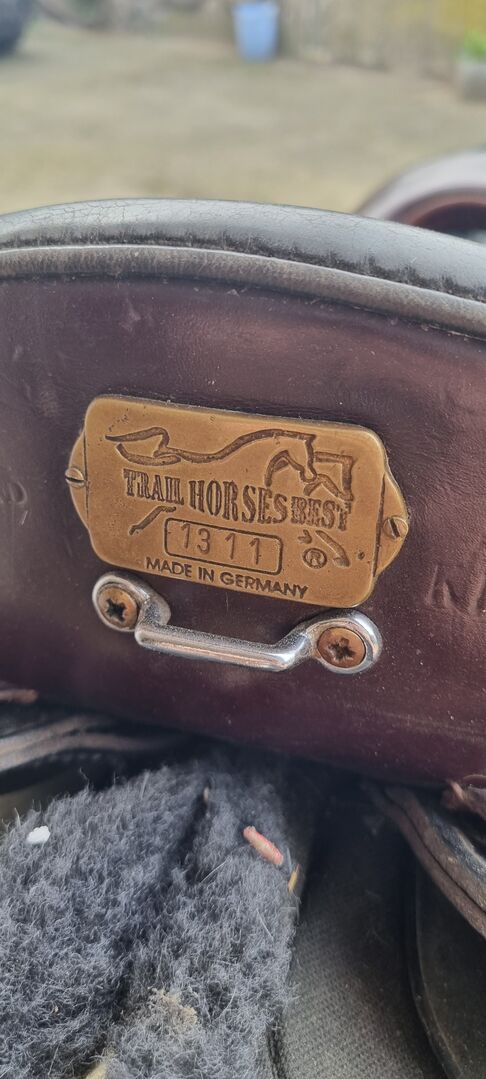 TRAIL HORSES BEST
1311
®
MADE IN GERMANY